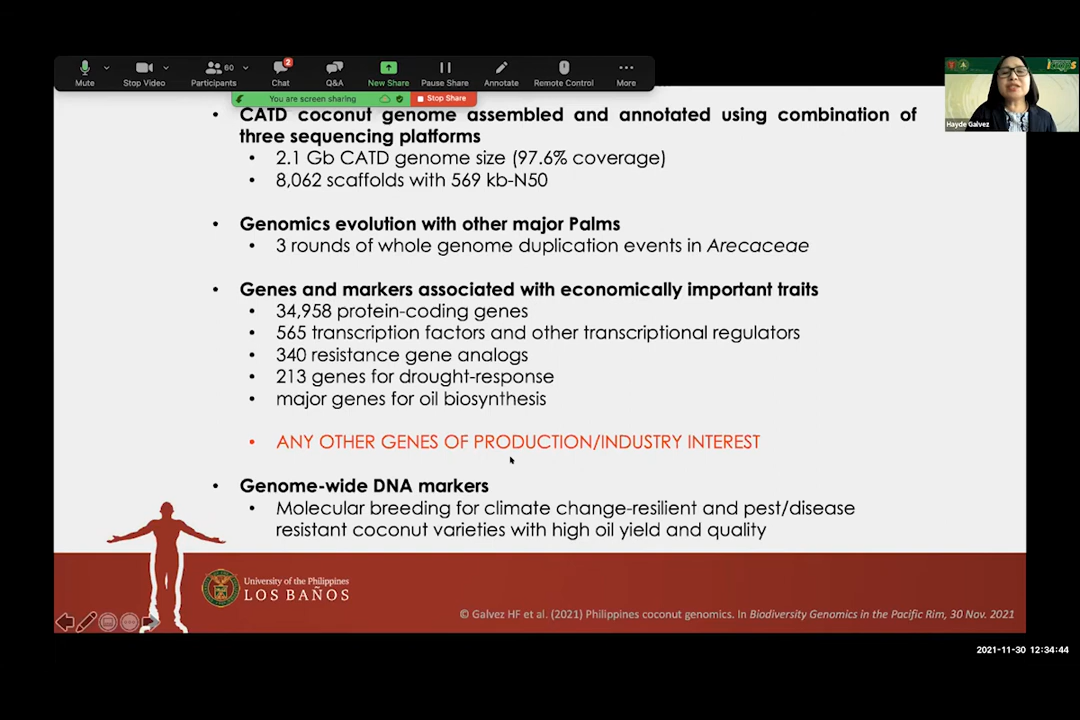 Mute
Stop Video
60
Participants
2
Chat
Q&A
New Share
Pause Share
Annotate
Remote Control
More
You are screen sharing
Stop Share
Hayde Galvez
• CATD coconut genome assembled and annotated using combination of
three sequencing platforms
• 2.1 Gb CATD genome size (97.6% coverage)
• 8,062 scaffolds with 569 kb-N50
• Genomics evolution with other major Palms
• 3 rounds of whole genome duplication events in Arecaceae
• Genes and markers associated with economically important traits
• 34,958 protein-coding genes
• 565 transcription factors and other transcriptional regulators
• 340 resistance gene analogs
• 213 genes for drought-response
• major genes for oil biosynthesis
• ANY OTHER GENES OF PRODUCTION/INDUSTRY INTEREST
• Genome-wide DNA markers
• Molecular breeding for climate change-resilient and pest/disease
resistant coconut varieties with high oil yield and quality
University of the Philippines
LOS BAÑOS
© Galvez HF et al. (2021) Philippines coconut genomics. In Biodiversity Genomics in the Pacific Rim, 30 Nov. 2021
2021-11-30 12:34:44